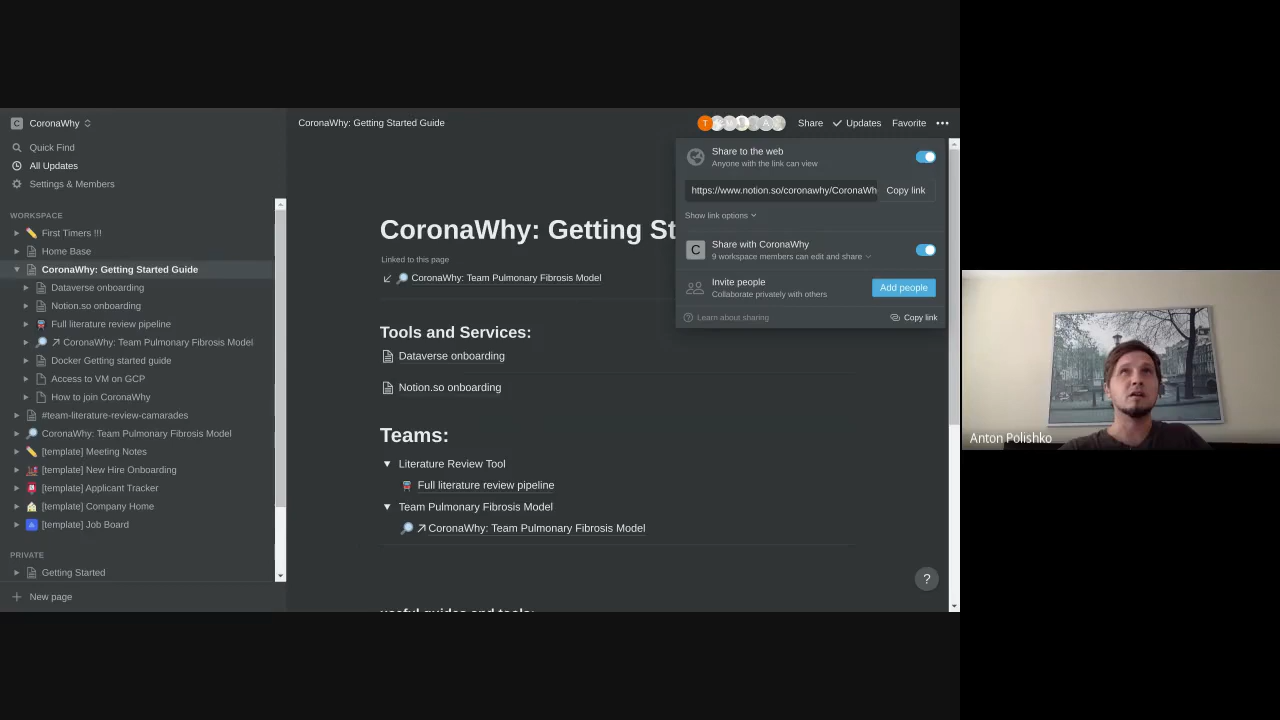 CoronaWhy
Quick Find
All Updates
Settings & Members
WORKSPACE
First Timers !!!
Home Base
CoronaWhy: Getting Started Guide
Dataverse onboarding
Notion.so onboarding
Full literature review pipeline
CoronaWhy: Team Pulmonary Fibrosis Model
Docker Getting started guide
Access to VM on GCP
How to join CoronaWhy
#team-literature-review-camarades
CoronaWhy: Team Pulmonary Fibrosis Model
[template] Meeting Notes
[template] New Hire Onboarding
[template] Applicant Tracker
[template] Company Home
[template] Job Board
PRIVATE
Getting Started
New page
CoronaWhy: Getting Started Guide
Share Updates Favorite
CoronaWhy: Getting St
Linked to this page
CoronaWhy: Team Pulmonary Fibrosis Model
Tools and Services:
Dataverse onboarding
Notion.so onboarding
Teams:
Literature Review Tool
Full literature review pipeline
Team Pulmonary Fibrosis Model
CoronaWhy: Team Pulmonary Fibrosis Model
useful guides and tools:
Share to the web
Anyone with the link can view
https://www.notion.so/coronawhy/CoronaWh Copy link
Show link options
C Share with CoronaWhy
9 workspace members can edit and share
Invite people
Collaborate privately with others
Add people
Learn about sharing Copy link
?
Anton Polishko